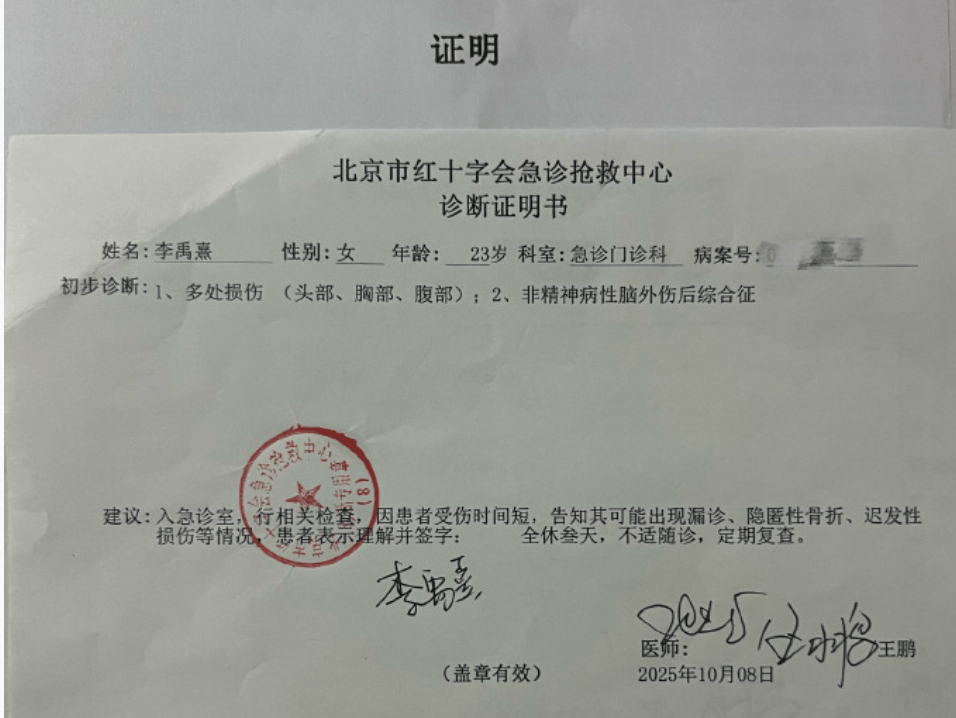 证明
北京市红十字会急诊抢救中心
诊断证明书
姓名:李禹熹 性别:女 年龄: 23岁 科室:急诊门诊科 病案号:0
初步诊断:1、多处损伤 (头部、胸部、腹部);2、非精神病性脑外伤后综合征
建议:入急诊室,行相关检查,因患者受伤时间短,告知其可能出现漏诊、隐匿性骨折、迟发性
损伤等情况,患者表示理解并签字: 全休叁天,不适随诊,定期复查。
李禹熹
医师: 王鹏
(盖章有效)
2025年10月08日